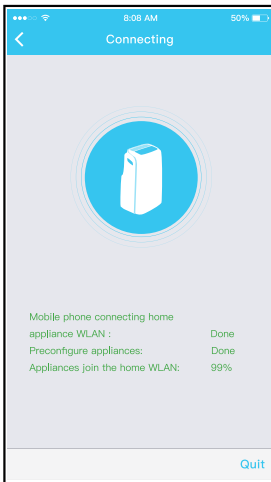 8:08 AM
50%
Connecting
Mobile phone connecting home
appliance WLAN : Done
Preconfigure appliances: Done
Appliances join the home WLAN: 99%
Quit